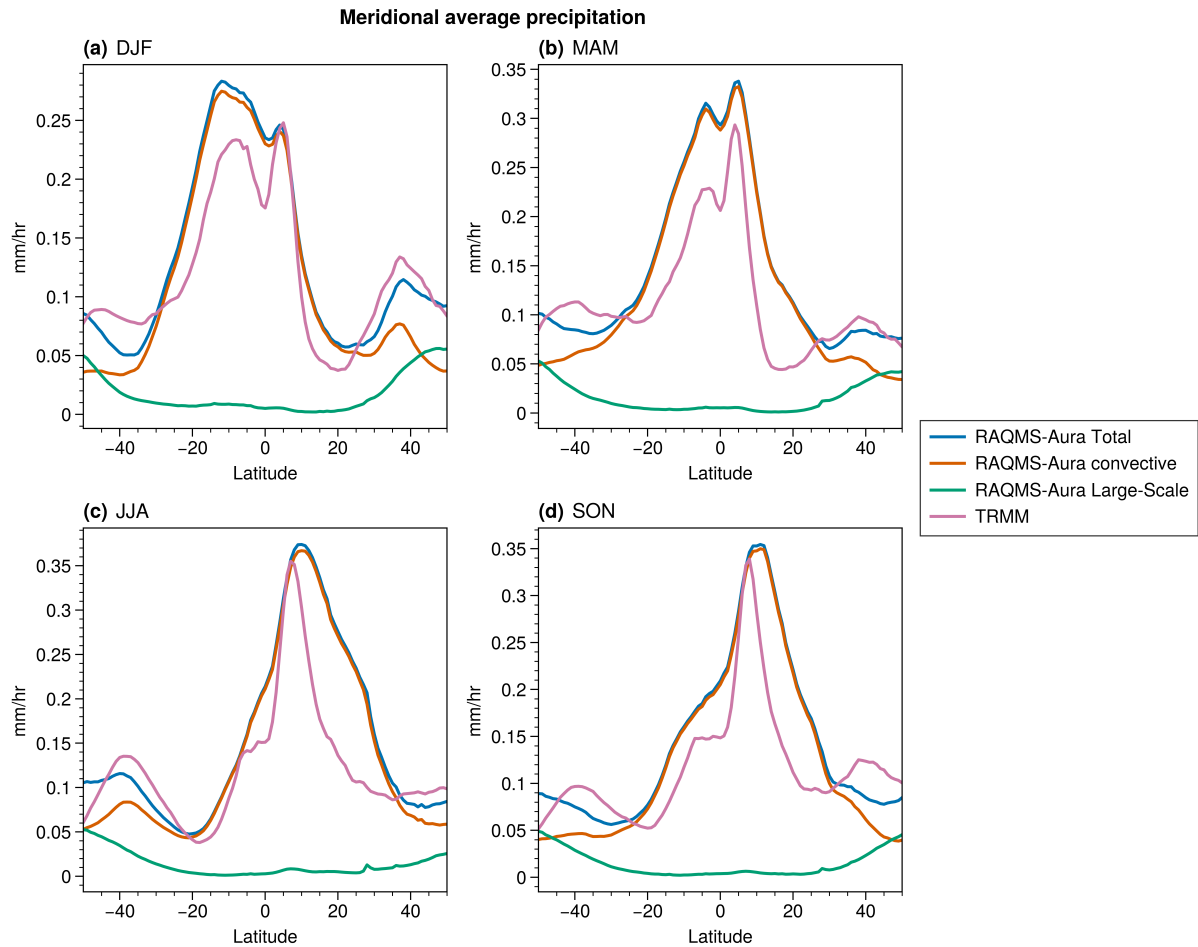 Meridional average precipitation
(a) DJF
mm/hr
0.25
0.2
0.15
0.1
0.05
0
−40 −20 0 20 40
Latitude
(b) MAM
mm/hr
0.35
0.3
0.25
0.2
0.15
0.1
0.05
0
−40 −20 0 20 40
Latitude
(c) JJA
mm/hr
0.35
0.3
0.25
0.2
0.15
0.1
0.05
0
−40 −20 0 20 40
Latitude
(d) SON
mm/hr
0.35
0.3
0.25
0.2
0.15
0.1
0.05
0
−40 −20 0 20 40
Latitude
RAQMS-Aura Total
RAQMS-Aura convective
RAQMS-Aura Large-Scale
TRMM